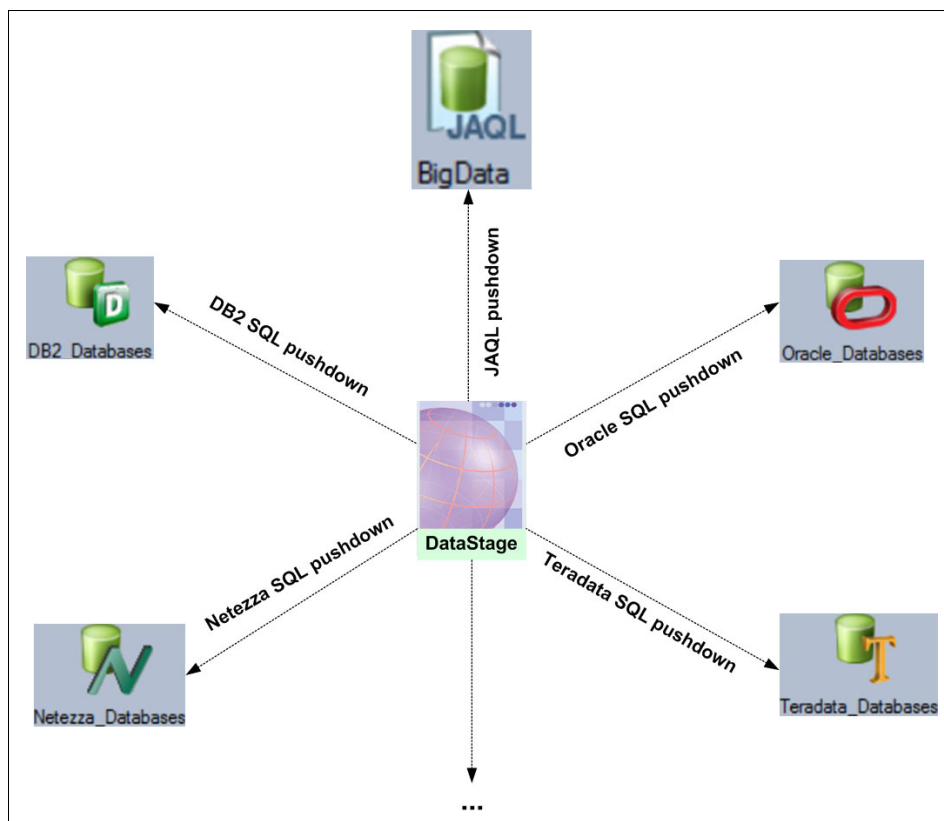 JAQL
BigData
JAQL pushdown
DB2 SQL pushdown
D
DB2_Databases
Oracle_Databases
Oracle SQL pushdown
DataStage
Netezza SQL pushdown
Teradata SQL pushdown
N
Netezza_Databases
T
Teradata_Databases
...